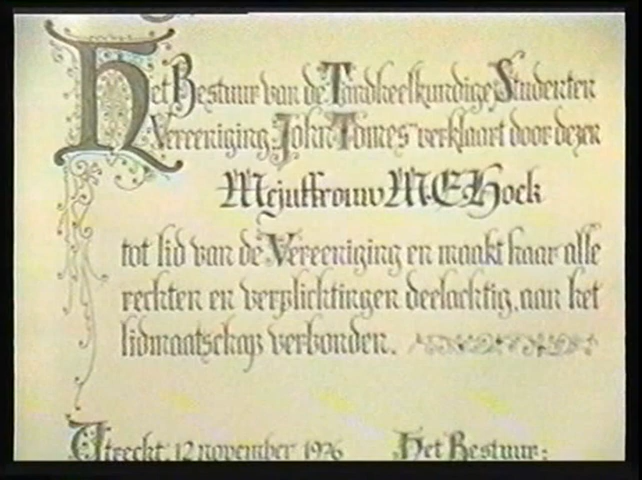 Het Bestuur van de Tandheelkundige Studenten
Vereeniging "John Tomes" verklaart door dezen
Mejuffrouw M.E.Hoek
tot lid van de Vereeniging en maakt haar alle
rechten en verplichtingen deelachtig, aan het
lidmaatschap verbonden.
Utrecht, 12 november 1976 Het Bestuur: